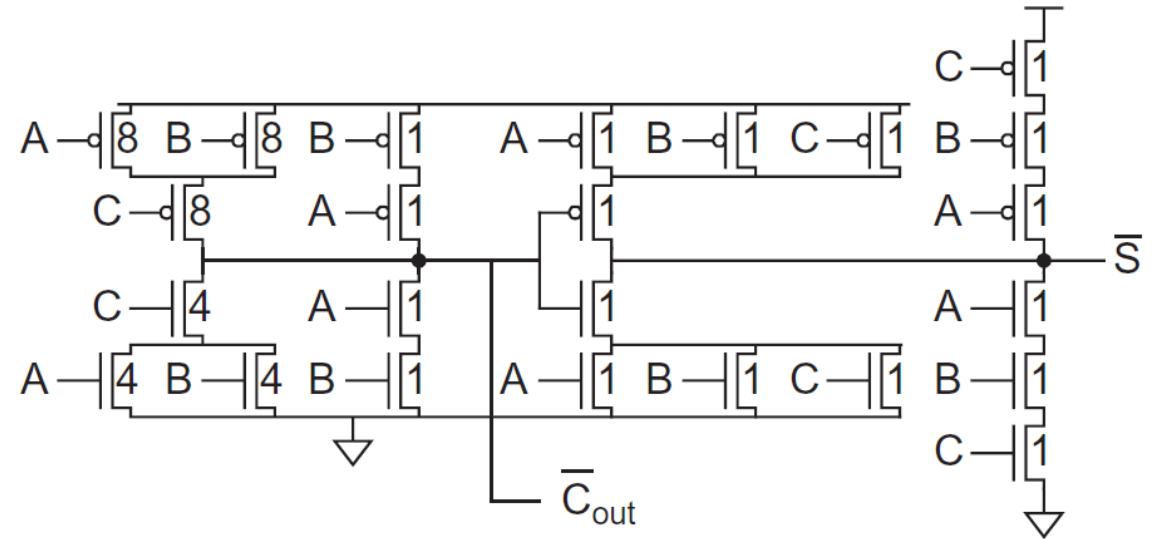 C 1
A 8 B 8 B 1 A 1 B 1 C 1 B 1
C 8 A 1 1 A 1
S̅
C 4 A 1 1 A 1
A 4 B 4 B 1 A 1 B 1 C 1 B 1
C 1
C̅out